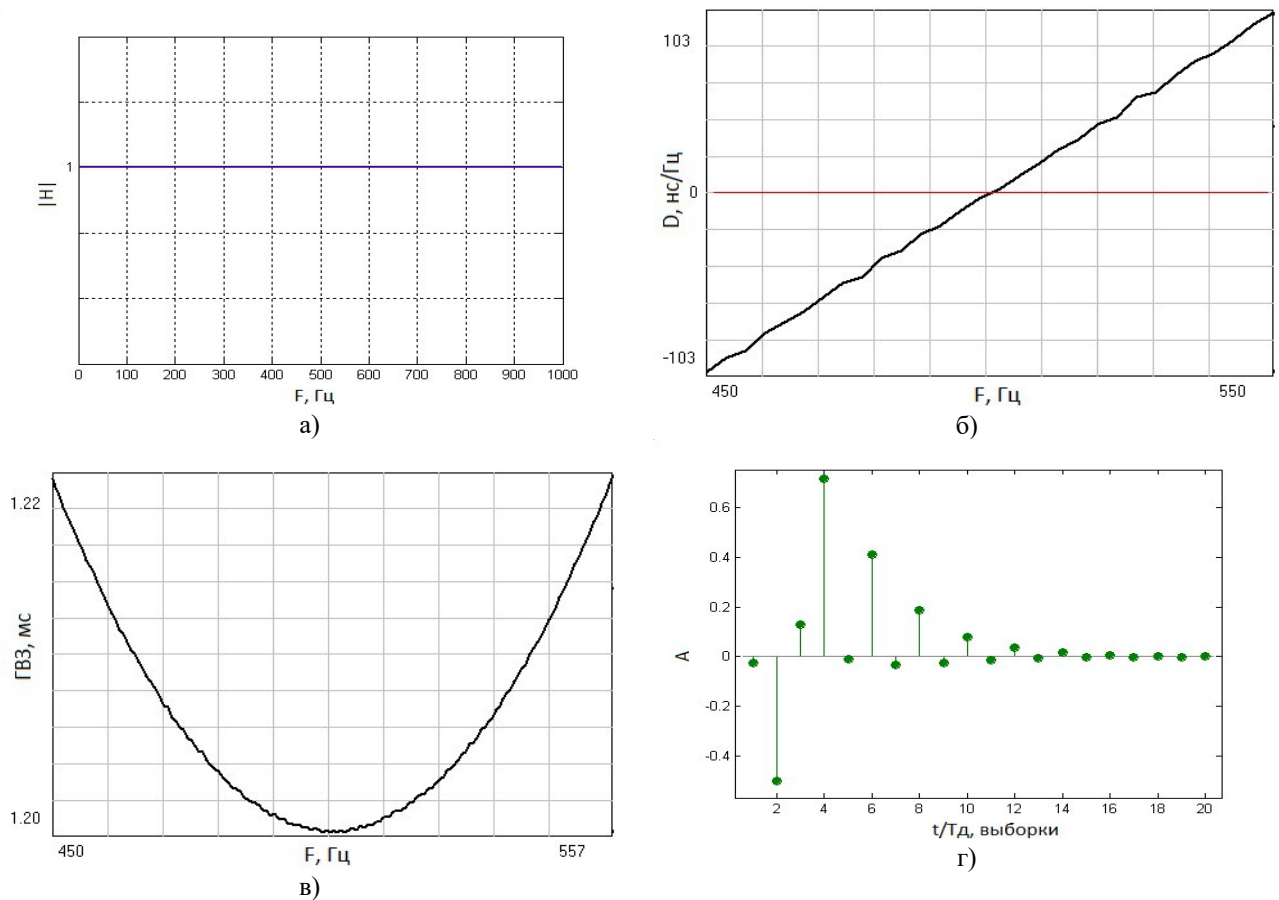 1
|H|
0 100 200 300 400 500 600 700 800 900 1000
F, Гц
а)
103
0
-103
D, нс/Гц
450 550
F, Гц
б)
1.22
1.20
ГВЗ, мс
450 557
F, Гц
в)
0.6
0.4
0.2
0
-0.2
-0.4
A
2 4 6 8 10 12 14 16 18 20
t/Tд, выборки
г)